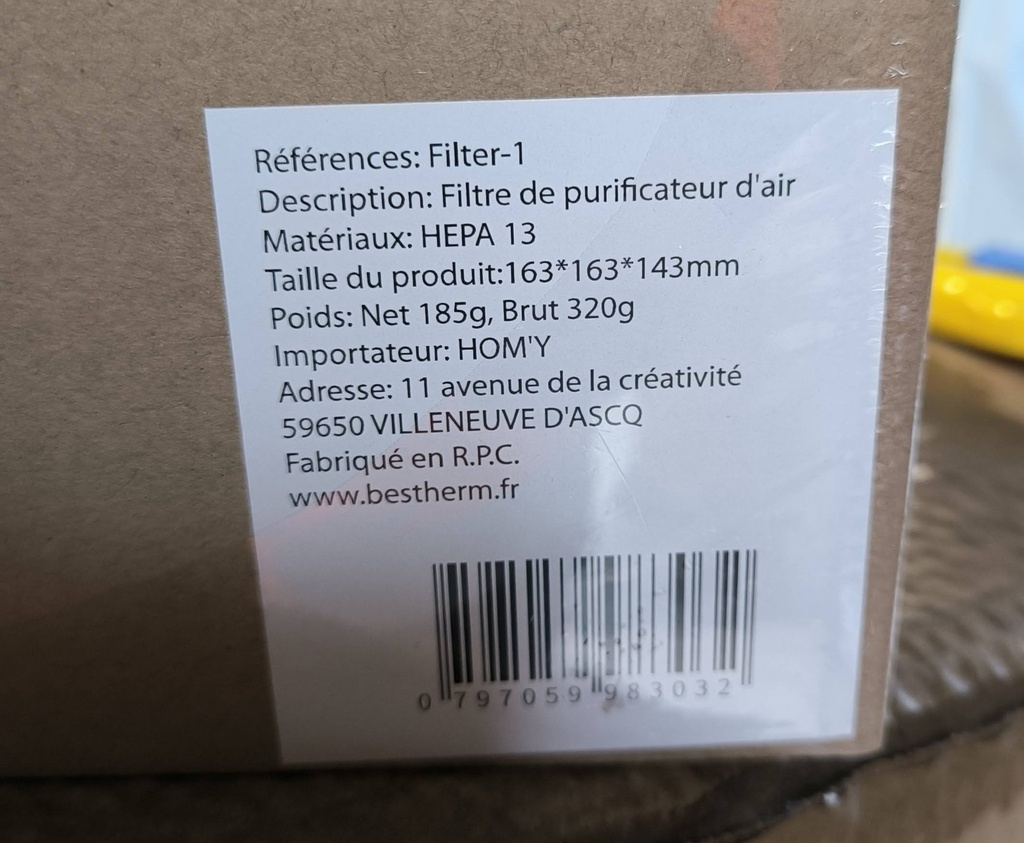 Références: Filter-1
Description: Filtre de purificateur d'air
Matériaux: HEPA 13
Taille du produit:163*163*143mm
Poids: Net 185g, Brut 320g
Importateur: HOM'Y
Adresse: 11 avenue de la créativité
59650 VILLENEUVE D'ASCQ
Fabriqué en R.P.C.
www.bestherm.fr
0 797059 983032